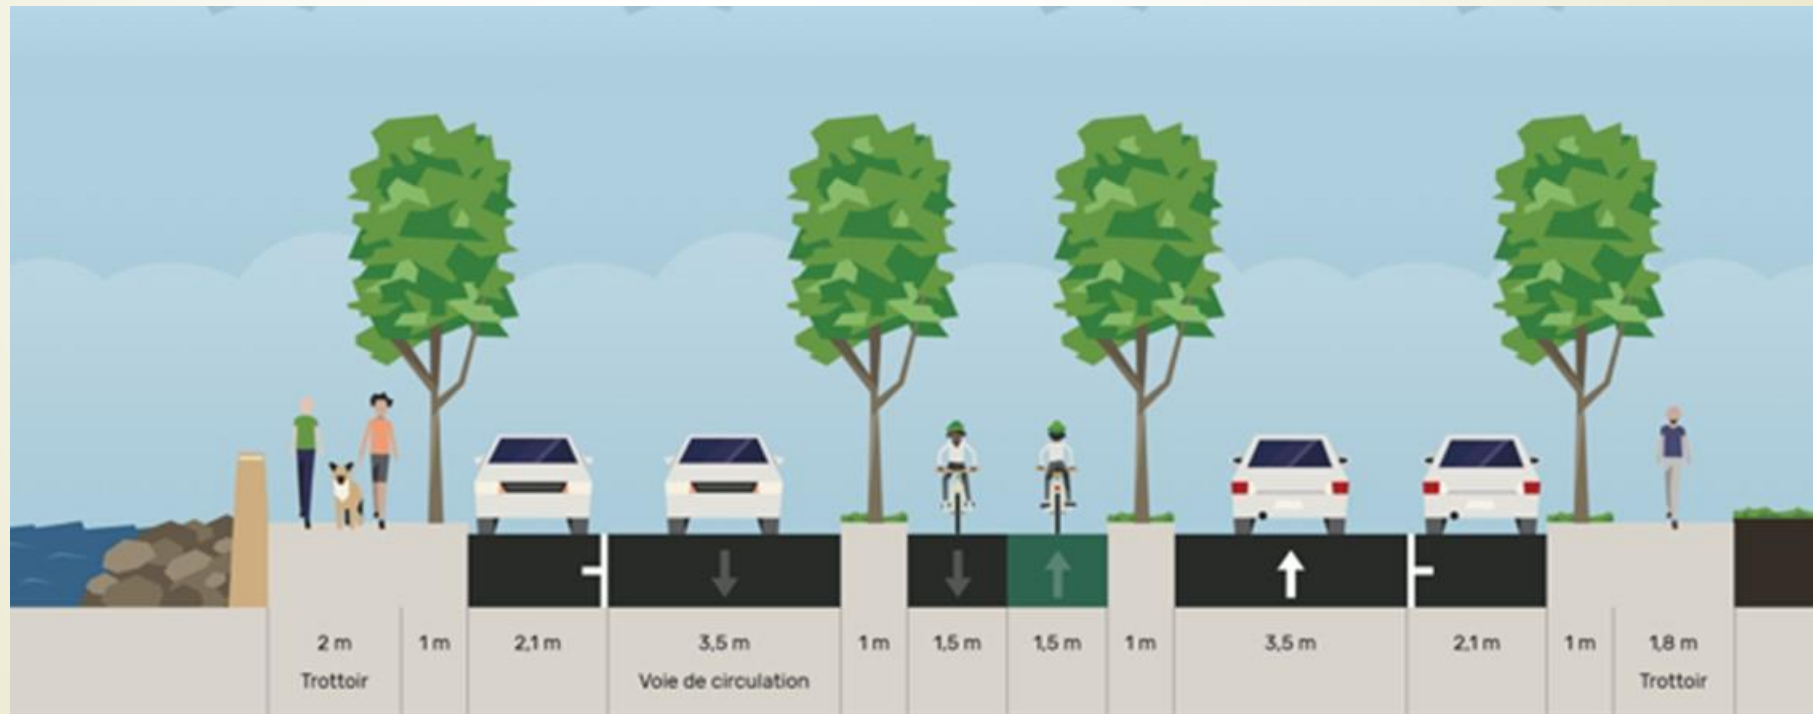 2 m
1 m
2,1 m
3,5 m
1 m
1,5 m
1,5 m
1 m
3,5 m
2,1 m
1 m
1,8 m
Trottoir
Voie de circulation
Trottoir